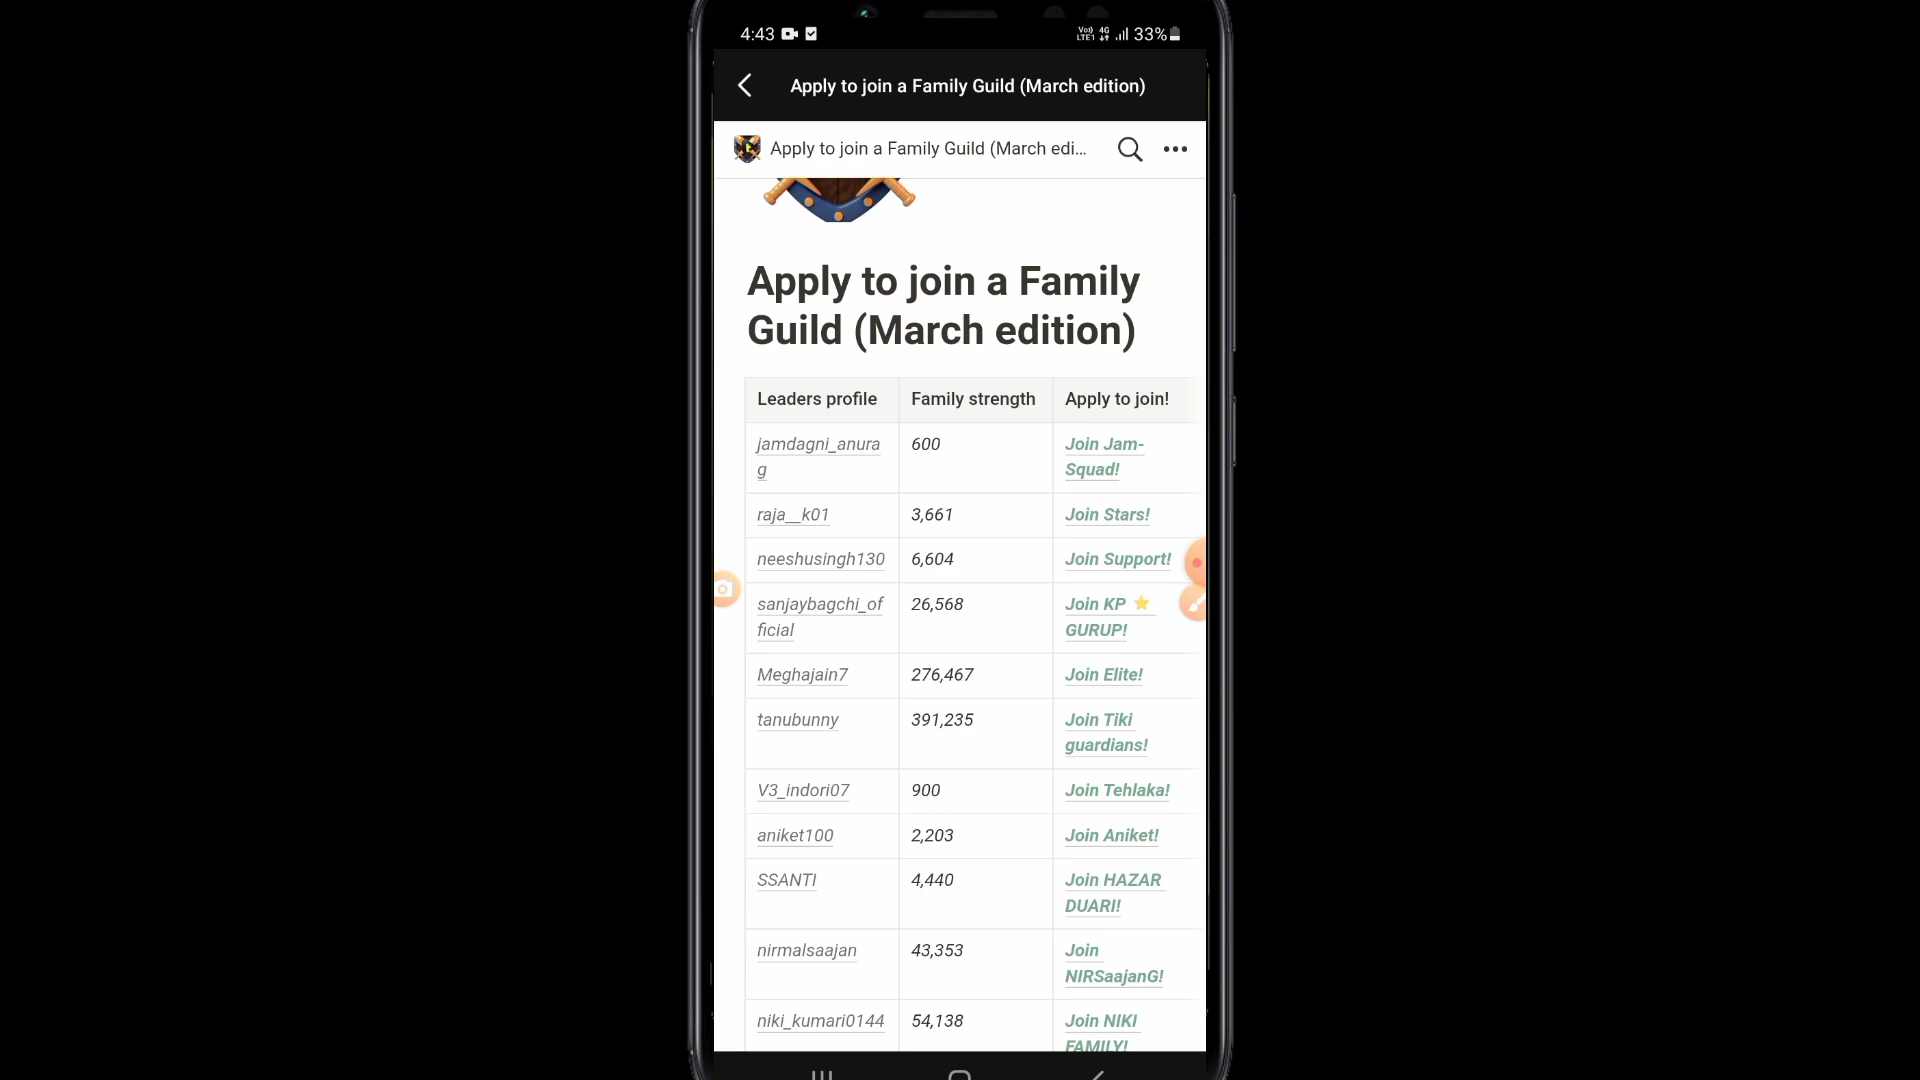 4:43
Vo)) LTE1 4G 33%
Apply to join a Family Guild (March edition)
Apply to join a Family Guild (March edi...
Apply to join a Family
Guild (March edition)
Leaders profile Family strength Apply to join!
jamdagni_anura 600 Join Jam-
g Squad!
raja__k01 3,661 Join Stars!
neeshusingh130 6,604 Join Support!
sanjaybagchi_of 26,568 Join KP ⭐
ficial GURUP!
Meghajain7 276,467 Join Elite!
tanubunny 391,235 Join Tiki
guardians!
V3_indori07 900 Join Tehlaka!
aniket100 2,203 Join Aniket!
SSANTI 4,440 Join HAZAR
DUARI!
nirmalsaajan 43,353 Join
NIRSaajanG!
niki_kumari0144 54,138 Join NIKI
FAMILY!